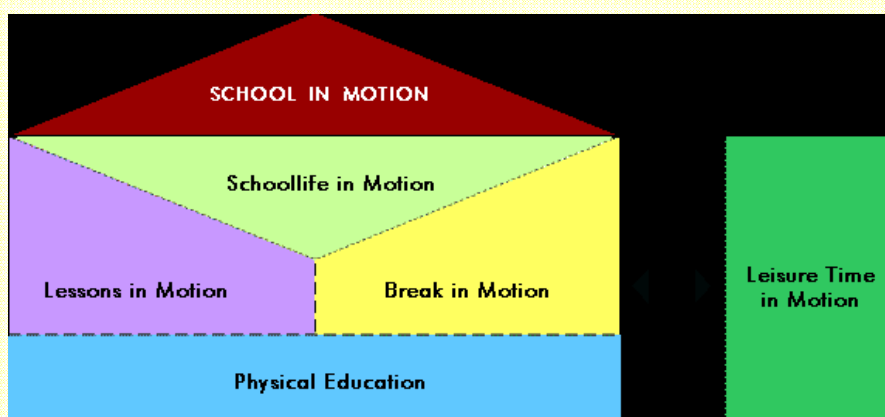 SCHOOL IN MOTION
Schoollife in Motion
Lessons in Motion
Break in Motion
Leisure Time
in Motion
Physical Education